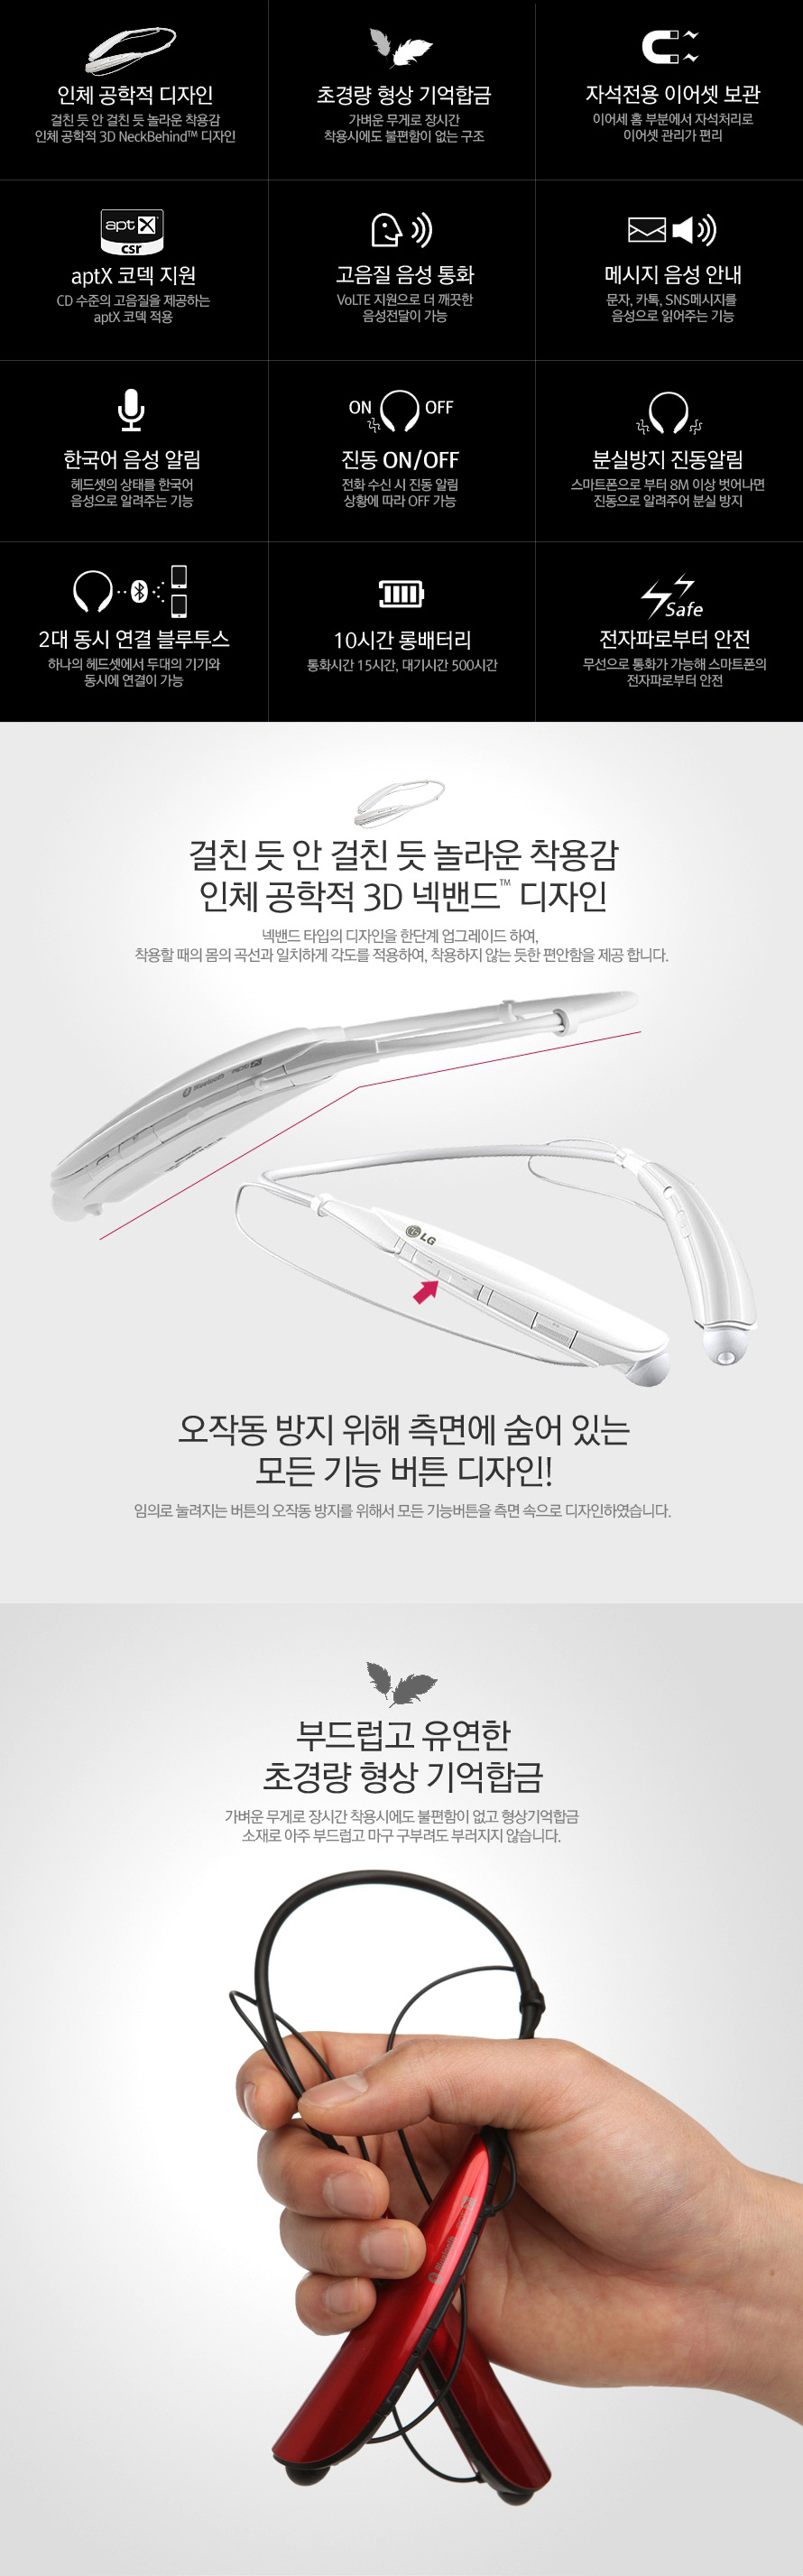 인체 공학적 디자인
걸친 듯 안 걸친 듯 놀라운 착용감
인체 공학적 3D NeckBehind™ 디자인
초경량 형상 기억합금
가벼운 무게로 장시간
착용시에도 불편함이 없는 구조
자석전용 이어셋 보관
이어세 홈 부분에서 자석처리로
이어셋 관리가 편리
aptX
csr
aptX 코덱 지원
CD 수준의 고음질을 제공하는
aptX 코덱 적용
고음질 음성 통화
VoLTE 지원으로 더 깨끗한
음성전달이 가능
메시지 음성 안내
문자, 카톡, SNS메시지를
음성으로 읽어주는 기능
한국어 음성 알림
헤드셋의 상태를 한국어
음성으로 알려주는 기능
ON OFF
진동 ON/OFF
전화 수신 시 진동 알림
상황에 따라 OFF 가능
분실방지 진동알림
스마트폰으로 부터 8M 이상 벗어나면
진동으로 알려주어 분실 방지
2대 동시 연결 블루투스
하나의 헤드셋에서 두대의 기기와
동시에 연결이 가능
10시간 롱배터리
통화시간 15시간, 대기시간 500시간
Safe
전자파로부터 안전
무선으로 통화가 가능해 스마트폰의
전자파로부터 안전
걸친 듯 안 걸친 듯 놀라운 착용감
인체 공학적 3D 넥밴드™ 디자인
넥밴드 타입의 디자인을 한단계 업그레이드 하여,
착용할 때의 몸의 곡선과 일치하게 각도를 적용하여, 착용하지 않는 듯한 편안함을 제공 합니다.
Bluetooth
LG
오작동 방지 위해 측면에 숨어 있는
모든 기능 버튼 디자인!
임의로 눌려지는 버튼의 오작동 방지를 위해서 모든 기능버튼을 측면 속으로 디자인하였습니다.
부드럽고 유연한
초경량 형상 기억합금
가벼운 무게로 장시간 착용시에도 불편함이 없고 형상기억합금
소재로 아주 부드럽고 마구 구부려도 부러지지 않습니다.
Bluetooth